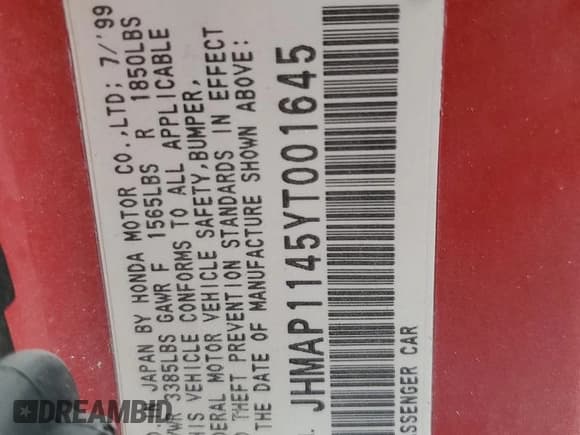 JAPAN BY HONDA MOTOR CO.,LTD; 7/'99
3385LBS GAWR F 1565LBS R 1850LBS
VEHICLE CONFORMS TO ALL APPLICABLE
MOTOR VEHICLE SAFETY,BUMPER,
THEFT PREVENTION STANDARDS IN EFFECT
THE DATE OF MANUFACTURE SHOWN ABOVE:
JHMAP1145YT001645
SSENGER CAR
DREAMBID